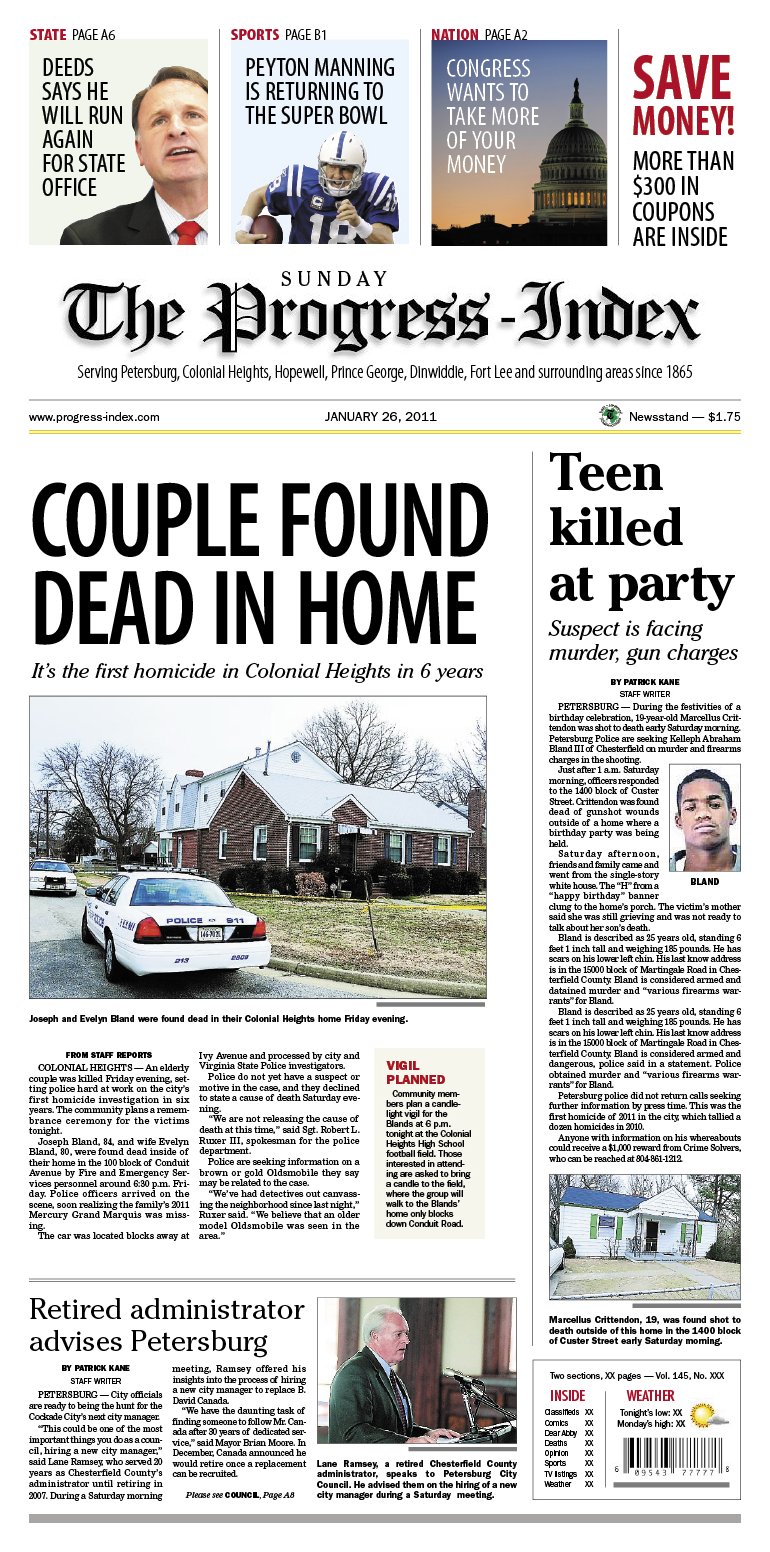 STATE PAGE A6
DEEDS
SAYS HE
WILL RUN
AGAIN
FOR STATE
OFFICE
SPORTS PAGE B1
PEYTON MANNING
IS RETURNING TO
THE SUPER BOWL
18
NATION PAGE A2
CONGRESS
WANTS TO
TAKE MORE
OF YOUR
MONEY
SAVE
MONEY!
MORE THAN
$300 IN
COUPONS
ARE INSIDE
SUNDAY
The Progress-Index
Serving Petersburg, Colonial Heights, Hopewell, Prince George, Dinwiddie, Fort Lee and surrounding areas since 1865
www.progress-index.com
JANUARY 26, 2011
Newsstand — $1.75
COUPLE FOUND
DEAD IN HOME
It's the first homicide in Colonial Heights in 6 years
POLICE 911
213
2808
Joseph and Evelyn Bland were found dead in their Colonial Heights home Friday evening.
FROM STAFF REPORTS
COLONIAL HEIGHTS — An elderly
couple was killed Friday evening, set-
ting police hard at work on the city's
first homicide investigation in six
years. The community plans a remem-
brance ceremony for the victims
tonight.
Joseph Bland, 84, and wife Evelyn
Bland, 80, were found dead inside of
their home in the 100 block of Conduit
Avenue by Fire and Emergency Ser-
vices personnel around 6:30 p.m. Fri-
day. Police officers arrived on the
scene, soon realizing the family's 2011
Mercury Grand Marquis was miss-
ing.
The car was located blocks away at
Ivy Avenue and processed by city and
Virginia State Police investigators.
Police do not yet have a suspect or
motive in the case, and they declined
to state a cause of death Saturday eve-
ning.
"We are not releasing the cause of
death at this time," said Sgt. Robert L.
Ruxer III, spokesman for the police
department.
Police are seeking information on a
brown or gold Oldsmobile they say
may be related to the case.
"We've had detectives out canvass-
ing the neighborhood since last night,"
Ruxer said. "We believe that an older
model Oldsmobile was seen in the
area."
VIGIL
PLANNED
Community mem-
bers plan a candle-
light vigil for the
Blands at 6 p.m.
tonight at the Colonial
Heights High School
football field. Those
interested in attend-
ing are asked to bring
a candle to the field,
where the group will
walk to the Blands'
home only blocks
down Conduit Road.
Teen
killed
at party
Suspect is facing
murder, gun charges
BY PATRICK KANE
STAFF WRITER
PETERSBURG — During the festivities of a
birthday celebration, 19-year-old Marcellus Crit-
tendon was shot to death early Saturday morning.
Petersburg Police are seeking Kelleph Abraham
Bland III of Chesterfield on murder and firearms
charges in the shooting.
Just after 1 a.m. Saturday
morning, officers responded
to the 1400 block of Custer
Street. Crittendon was found
dead of gunshot wounds
outside of a home where a
birthday party was being
held.
Saturday afternoon,
friends and family came and
went from the single-story
white house. The "H" from a
"happy birthday" banner
clung to the home's porch. The victim's mother
said she was still grieving and was not ready to
talk about her son's death.
BLAND
Bland is described as 25 years old, standing 6
feet 1 inch tall and weighing 185 pounds. He has
scars on his lower left chin. His last know address
is in the 15000 block of Martingale Road in Ches-
terfield County. Bland is considered armed and
datained murder and "various firearms war-
rants" for Bland.
Bland is described as 25 years old, standing 6
feet 1 inch tall and weighing 185 pounds. He has
scars on his lower left chin. His last know address
is in the 15000 block of Martingale Road in Ches-
terfield County. Bland is considered armed and
dangerous, police said in a statement. Police
obtained murder and "various firearms war-
rants" for Bland.
Petersburg police did not return calls seeking
further information by press time. This was the
first homicide of 2011 in the city, which tallied a
dozen homicides in 2010.
Anyone with information on his whereabouts
could receive a $1,000 reward from Crime Solvers,
who can be reached at 804-861-1212.
Marcellus Crittendon, 19, was found shot to
death outside of this home in the 1400 block
of Custer Street early Saturday morning.
Retired administrator
advises Petersburg
BY PATRICK KANE
STAFF WRITER
PETERSBURG — City officials
are ready to being the hunt for the
Cockade City's next city manager.
"This could be one of the most
important things you do as a coun-
cil, hiring a new city manager,"
said Lane Ramsey, who served 20
years as Chesterfield County's
administrator until retiring in
2007. During a Saturday morning
meeting, Ramsey offered his
insights into the process of hiring
a new city manager to replace B.
David Canada.
"We have the daunting task of
finding someone to follow Mr. Can-
ada after 30 years of dedicated ser-
vice," said Mayor Brian Moore. In
December, Canada announced he
would retire once a replacement
can be recruited.
Please see COUNCIL, Page A8
Lane Ramsey, a retired Chesterfield County
administrator, speaks to Petersburg City
Council. He advised them on the hiring of a new
city manager during a Saturday meeting.
Two sections, XX pages — Vol. 145, No. XXX
INSIDE
Classifieds XX
Comics XX
Dear Abby XX
Deaths XX
Opinion XX
Sports XX
TV listings XX
Weather XX
WEATHER
Tonight's low: XX
Monday's high: XX
6 09543 77777 8